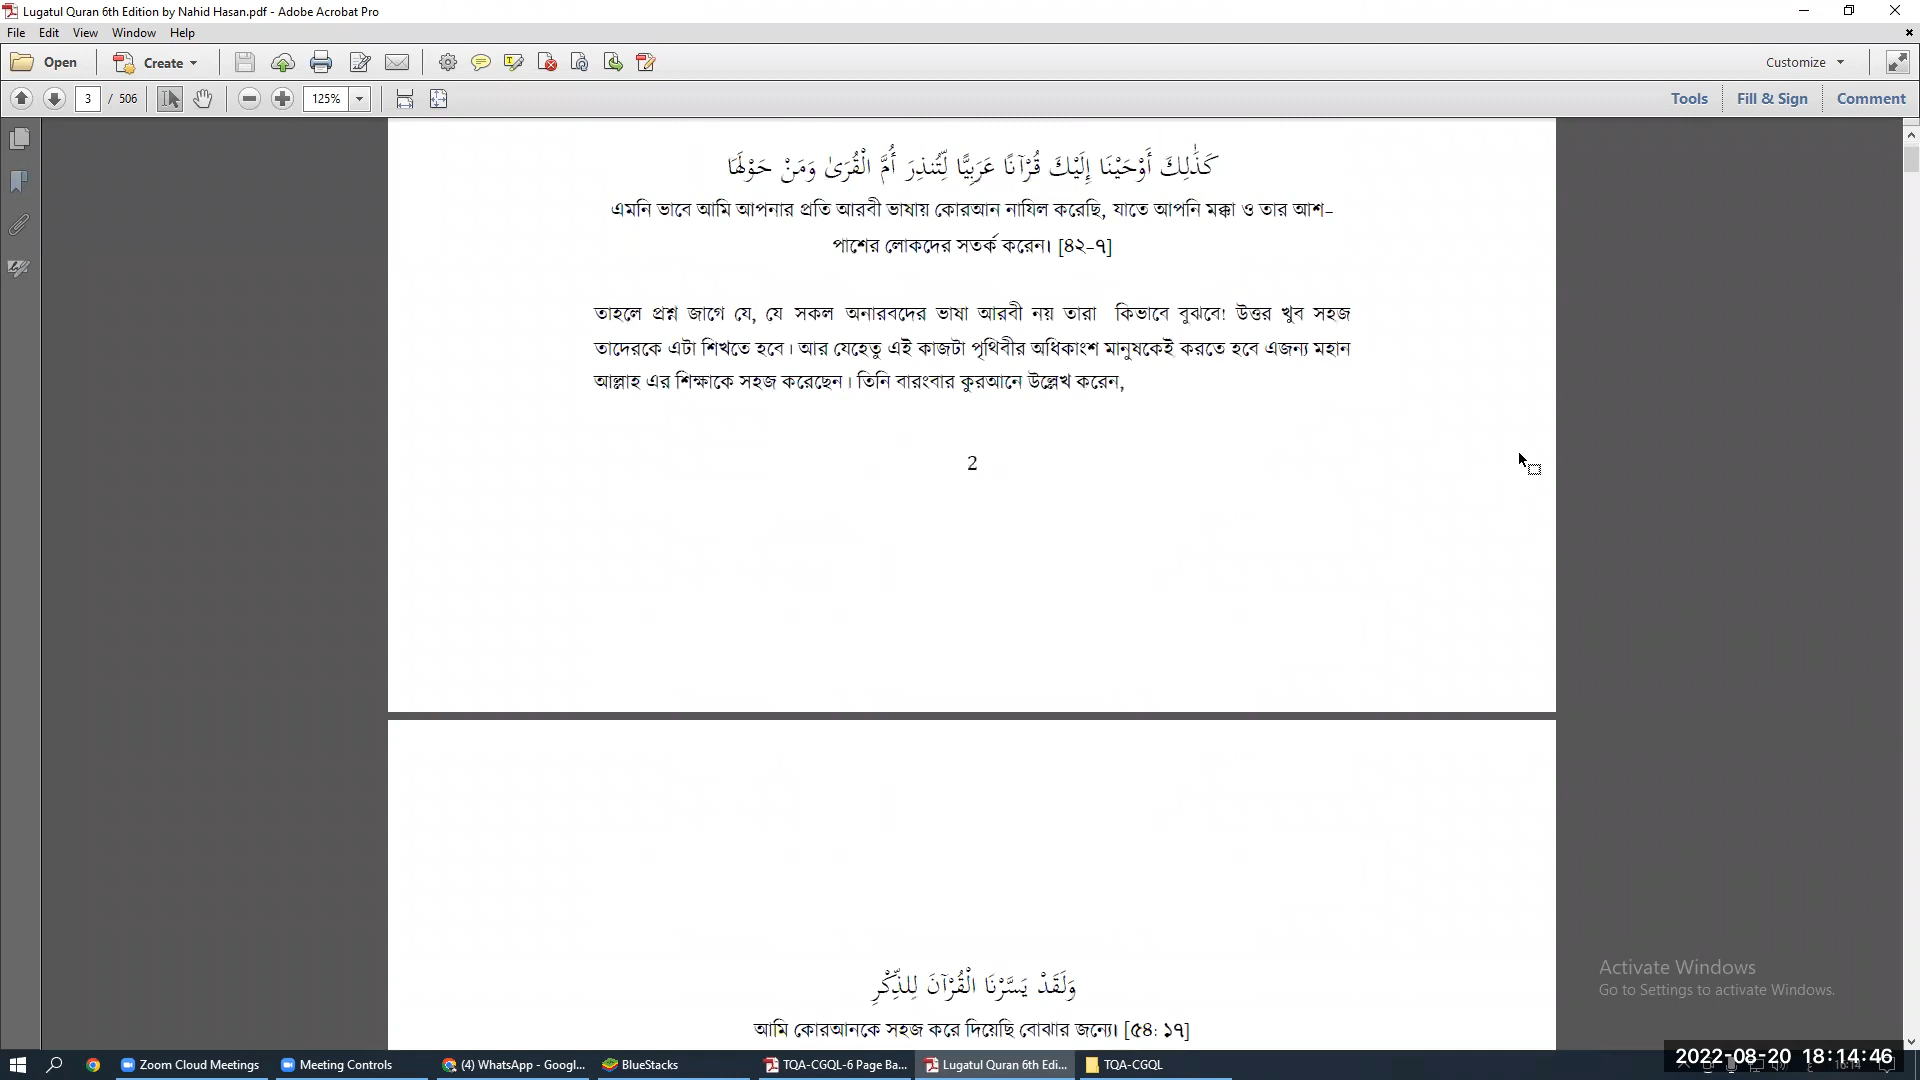 Lugatul Quran 6th Edition by Nahid Hasan.pdf - Adobe Acrobat Pro
File Edit View Window Help
Open Create Customize
3 / 506 125% Tools Fill & Sign Comment
كَذَٰلِكَ أَوْحَيْنَا إِلَيْكَ قُرْآنًا عَرَبِيًّا لِّتُنذِرَ أُمَّ الْقُرَىٰ وَمَنْ حَوْلَهَا
এমনি ভাবে আমি আপনার প্রতি আরবী ভাষায় কোরআন নাযিল করেছি, যাতে আপনি মক্কা ও তার আশ-
পাশের লোকদের সতর্ক করেন। [৪২-৭]
তাহলে প্রশ্ন জাগে যে, যে সকল অনারবদের ভাষা আরবী নয় তারা কিভাবে বুঝবে! উত্তর খুব সহজ
তাদেরকে এটা শিখতে হবে। আর যেহেতু এই কাজটা পৃথিবীর অধিকাংশ মানুষকেই করতে হবে এজন্য মহান
আল্লাহ এর শিক্ষাকে সহজ করেছেন। তিনি বারংবার কুরআনে উল্লেখ করেন,
2
وَلَقَدْ يَسَّرْنَا الْقُرْآنَ لِلذِّكْرِ
আমি কোরআনকে সহজ করে দিয়েছি বোঝার জন্যে। [৫৪: ১৭]
Activate Windows
Go to Settings to activate Windows.
Zoom Cloud Meetings Meeting Controls (4) WhatsApp - Googl... BlueStacks TQA-CGQL-6 Page Ba... Lugatul Quran 6th Edi... TQA-CGQL
2022-08-20 18:14:46